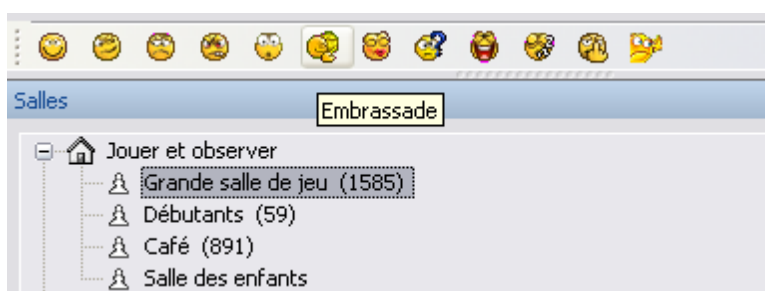 Salles
Embrassade
Jouer et observer
Grande salle de jeu (1585)
Débutants (59)
Café (891)
Salle des enfants